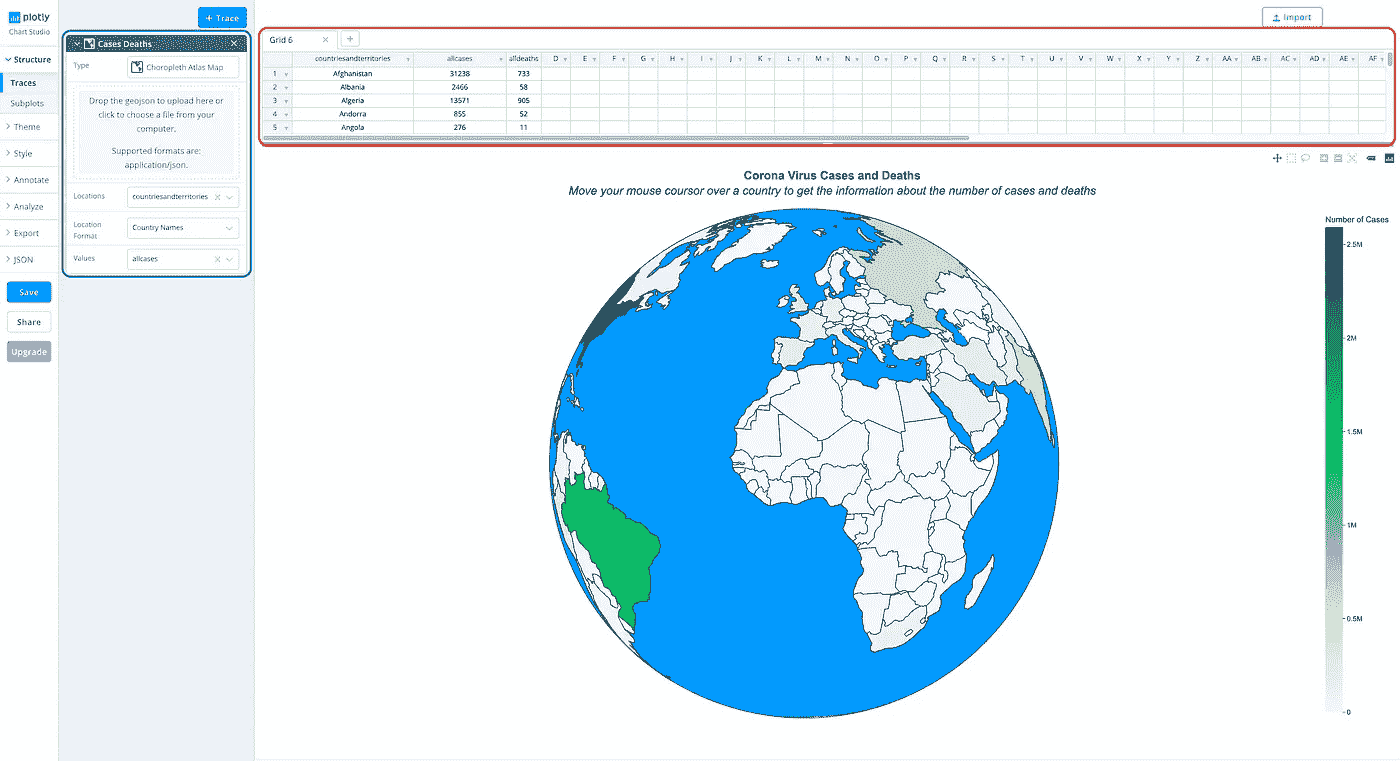 plotly
Chart Studio
+ Trace
Import
Structure
Traces
Subplots
Theme
Style
Annotate
Analyze
Export
JSON
Save
Share
Upgrade
Cases Deaths
Type
Choropleth Atlas Map
Drop the geojson to upload here or
click to choose a file from your
computer.
Supported formats are:
application/json.
Locations
countriesandterritories
Location
Format
Country Names
Values
allcases
Grid 6
+
countriesandterritories allcases alldeaths D E F G H I J K L M N O P Q R S T U V W X Y Z AA AB AC AD AE AF
1 Afghanistan 31238 733
2 Albania 2466 58
3 Algeria 13571 905
4 Andorra 855 52
5 Angola 276 11
Corona Virus Cases and Deaths
Move your mouse coursor over a country to get the information about the number of cases and deaths
Number of Cases
2.5M
2M
1.5M
1M
0.5M
0